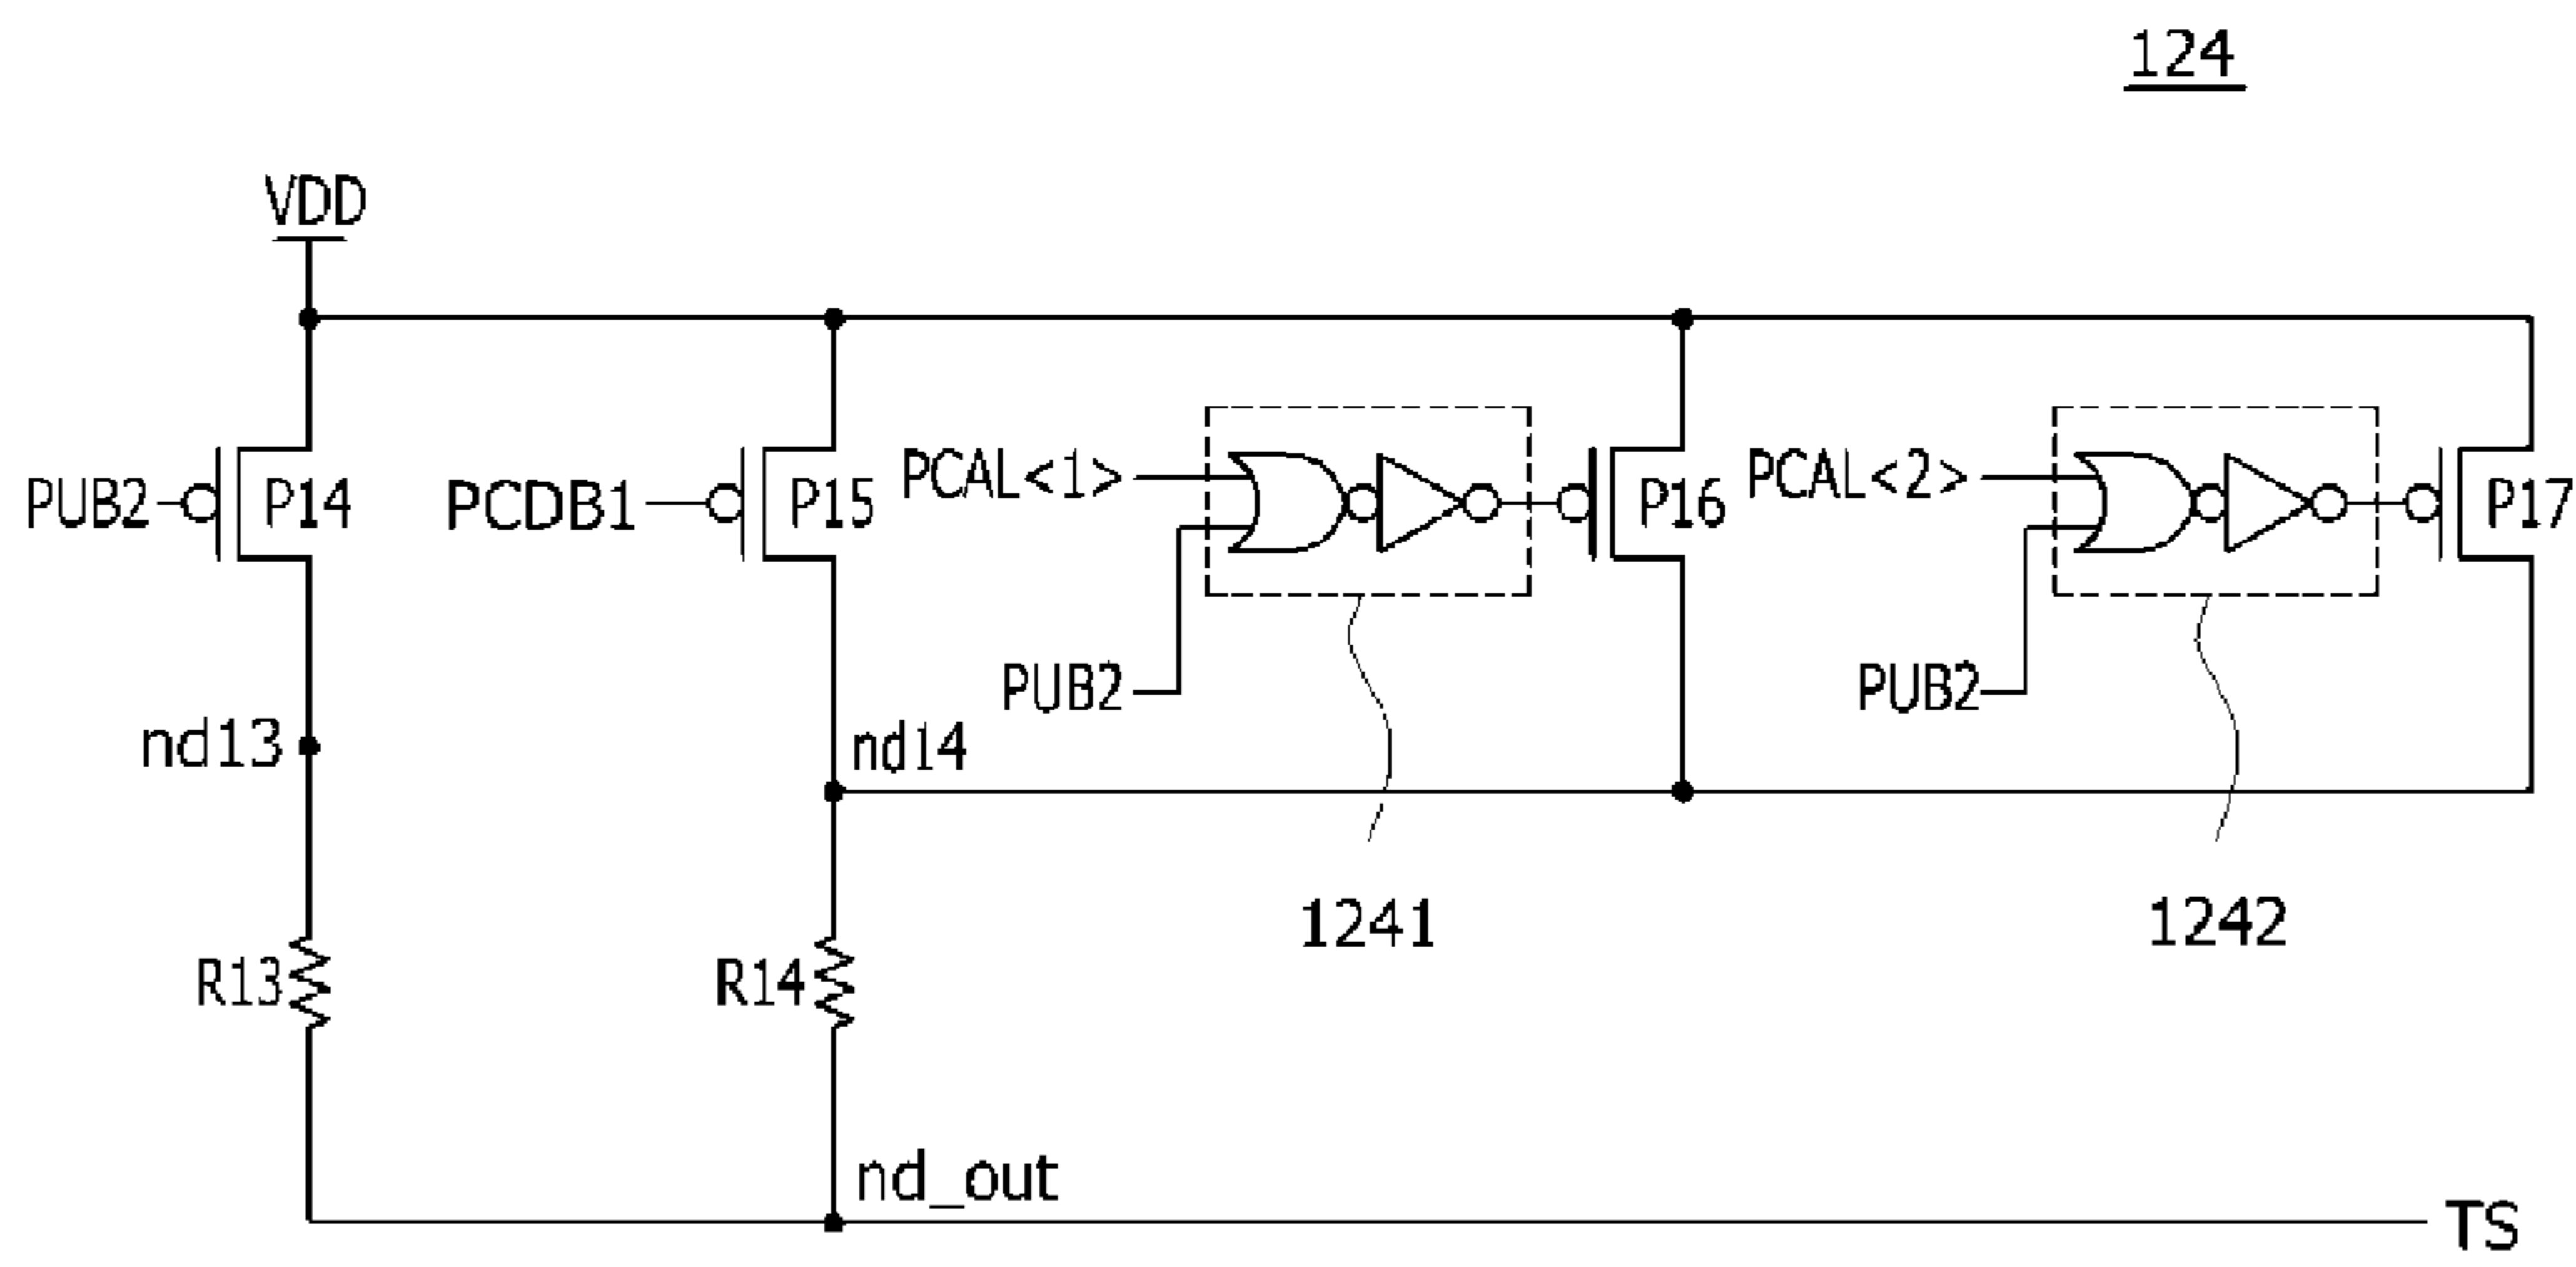 124
VDD
PUB2
P14
PCDB1
P15
PCAL<1>
P16
PCAL<2>
P17
PUB2
PUB2
nd13
nd14
1241
1242
R13
R14
nd_out
TS